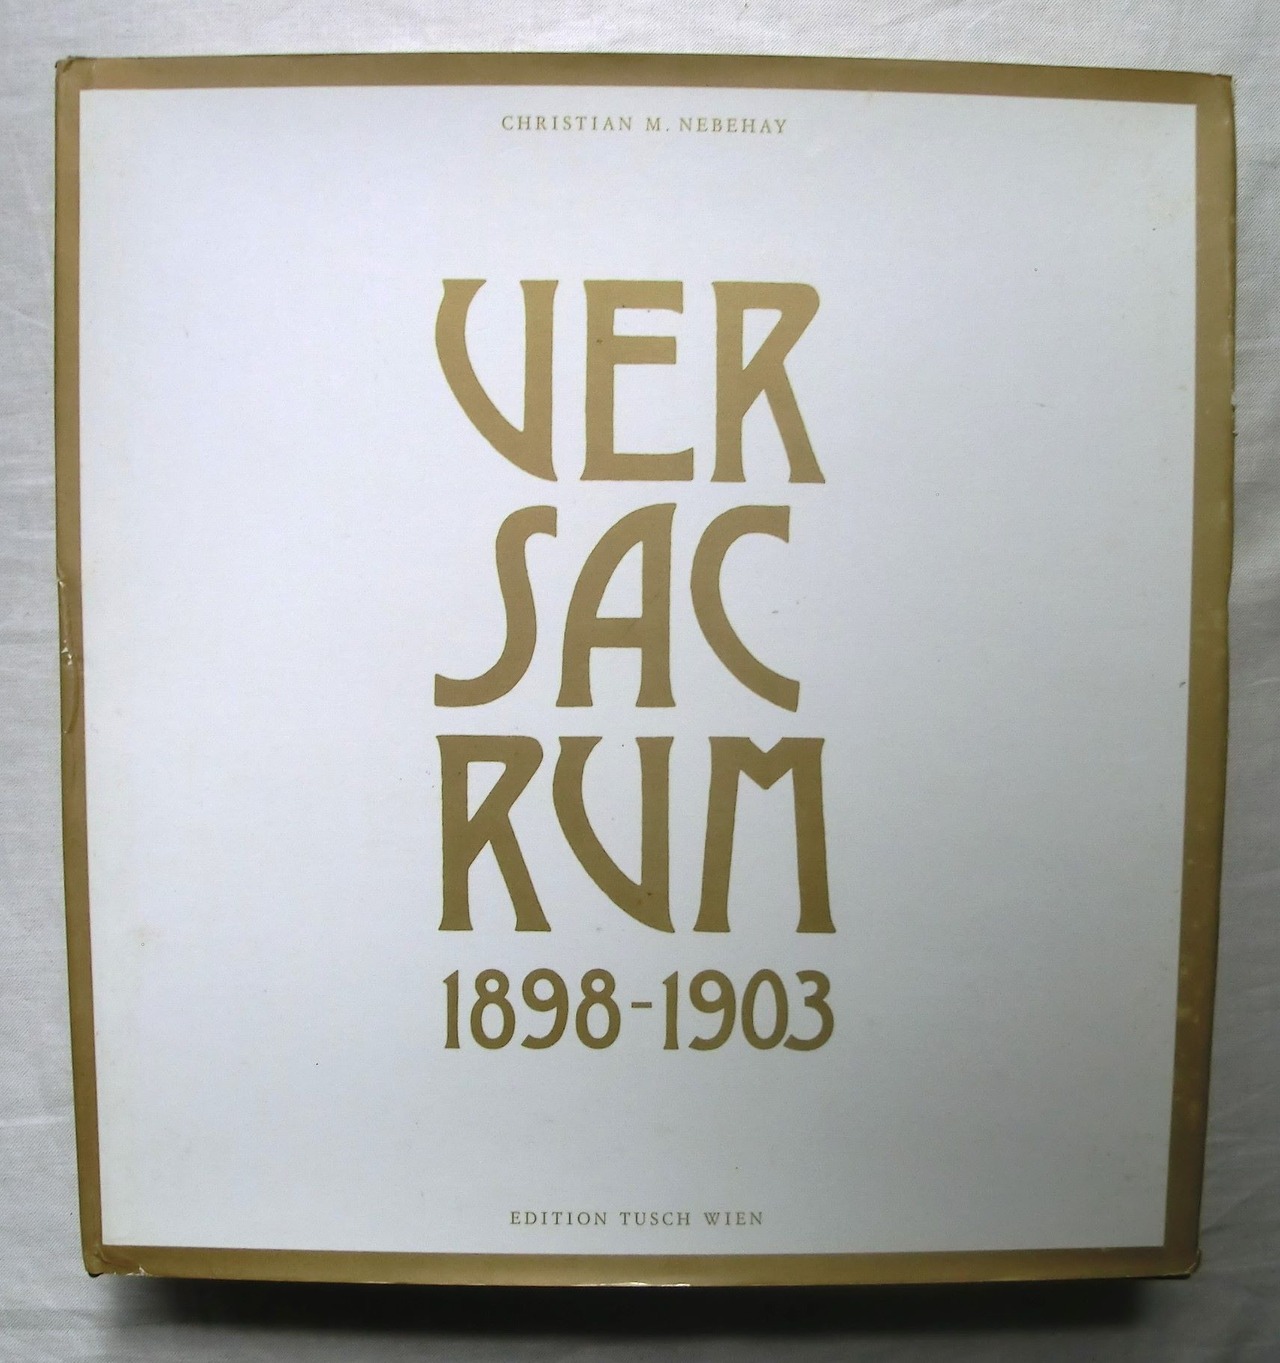 CHRISTIAN M. NEBEHAY
VER
SAC
RUM
1898-1903
EDITION TUSCH WIEN